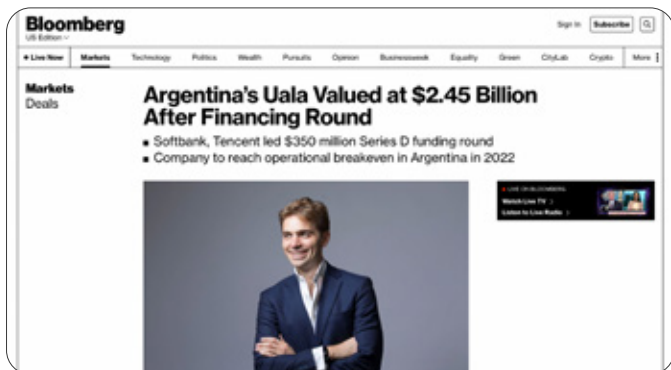 Bloomberg
US Edition
Sign In Subscribe
Live Now Markets Technology Politics Wealth Pursuits Opinion Businessweek Equality Green CityLab Crypto More
Markets
Deals
Argentina's Uala Valued at $2.45 Billion
After Financing Round
Softbank, Tencent led $350 million Series D funding round
Company to reach operational breakeven in Argentina in 2022
LIVE ON BLOOMBERG
Watch Live TV
Listen to Live Radio